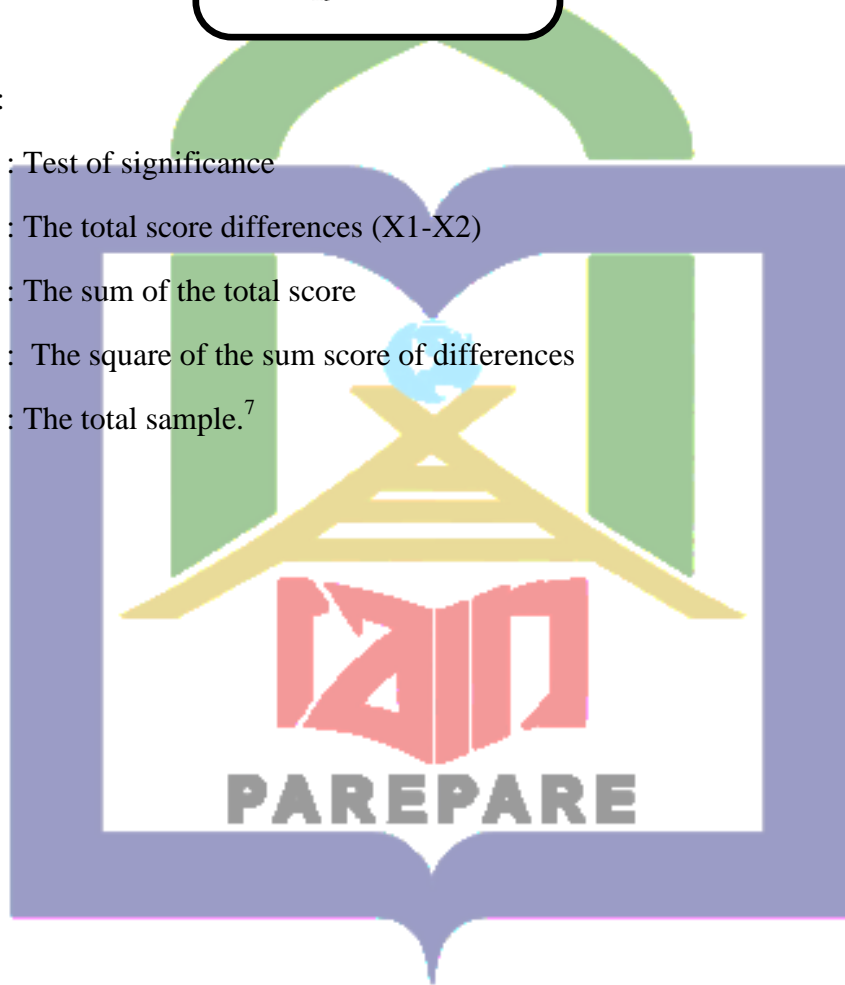 :
: Test of significance
: The total score differences (X1-X2)
: The sum of the total score
: The square of the sum score of differences
: The total sample.7
iain
PAREPARE